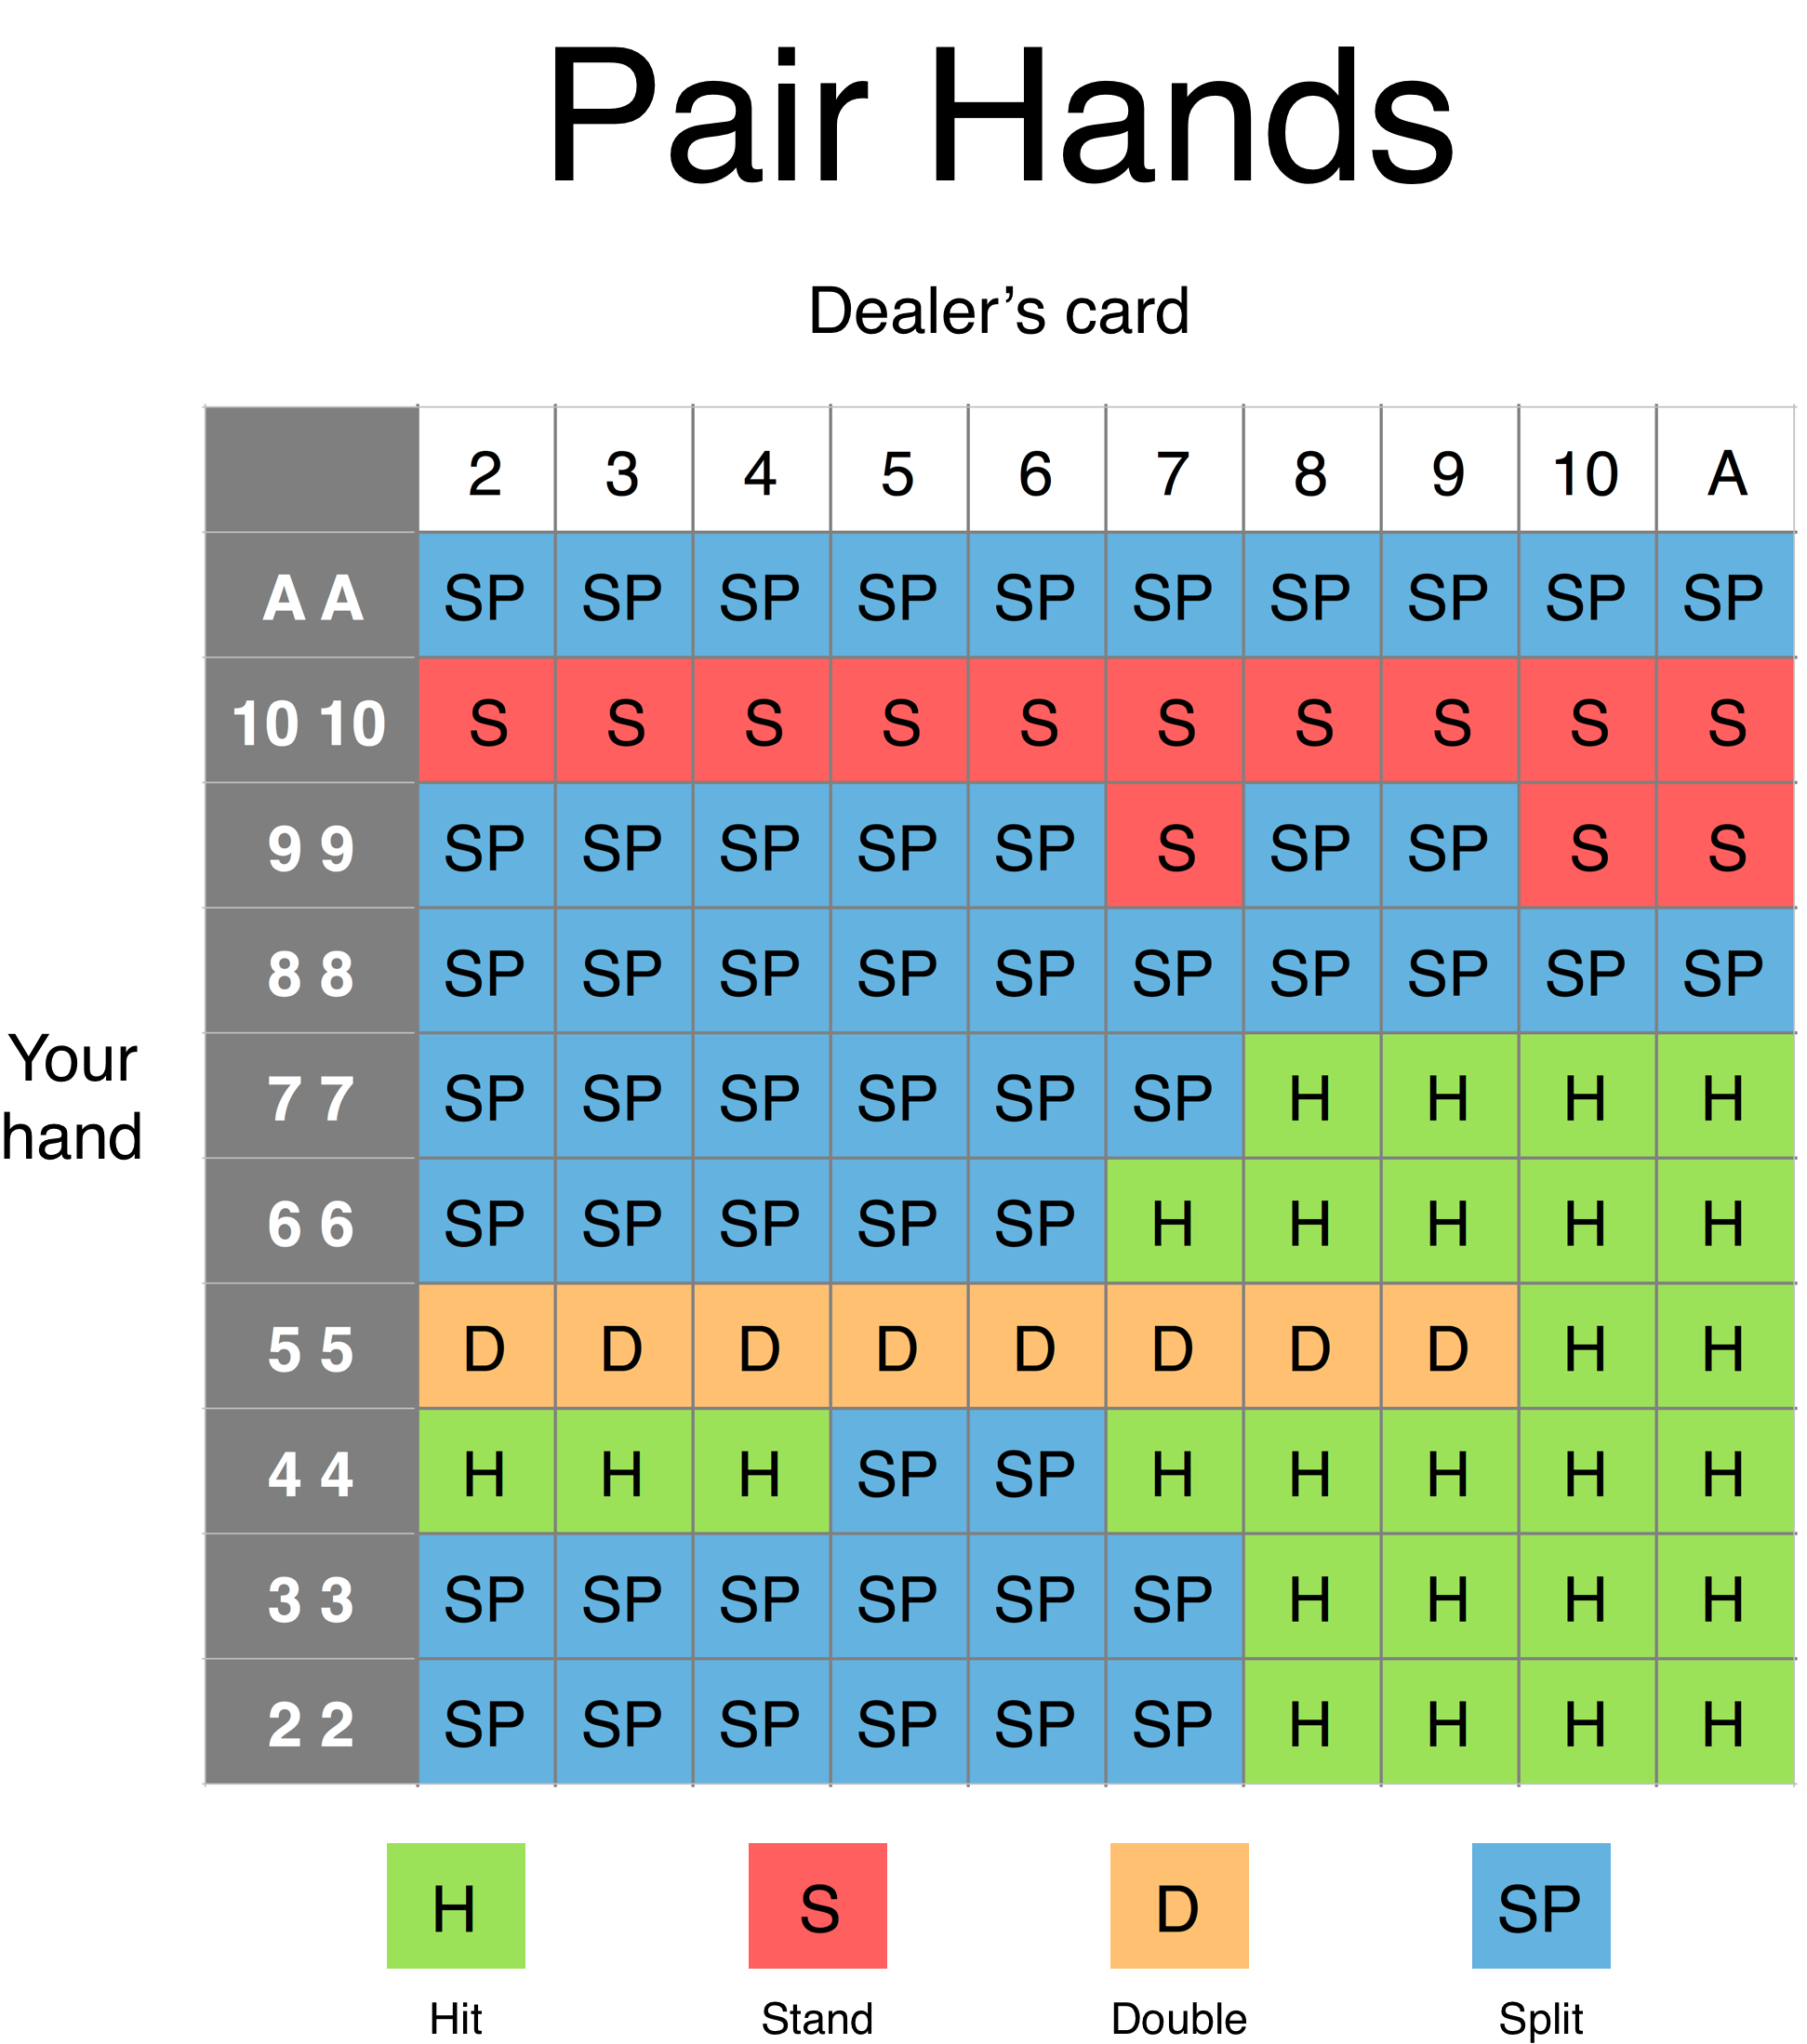 Pair Hands
Dealer’s card
2 3 4 5 6 7 8 9 10 A
A A SP SP SP SP SP SP SP SP SP SP
10 10 S S S S S S S S S S
9 9 SP SP SP SP SP S SP SP S S
8 8 SP SP SP SP SP SP SP SP SP SP
Your
hand
7 7 SP SP SP SP SP SP H H H H
6 6 SP SP SP SP SP H H H H H
5 5 D D D D D D D D H H
4 4 H H H SP SP H H H H H
3 3 SP SP SP SP SP SP H H H H
2 2 SP SP SP SP SP SP H H H H
H S D SP
Hit Stand Double Split